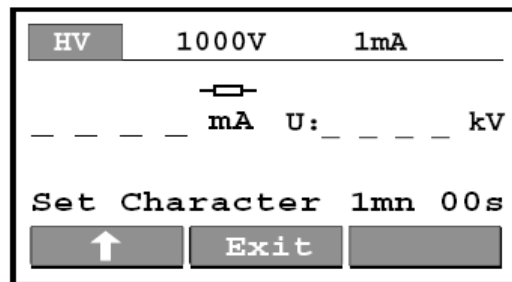 HV 1000V 1mA
_ _ _ _ mA U:_ _ _ _ kV
Set Character 1mn 00s
Exit